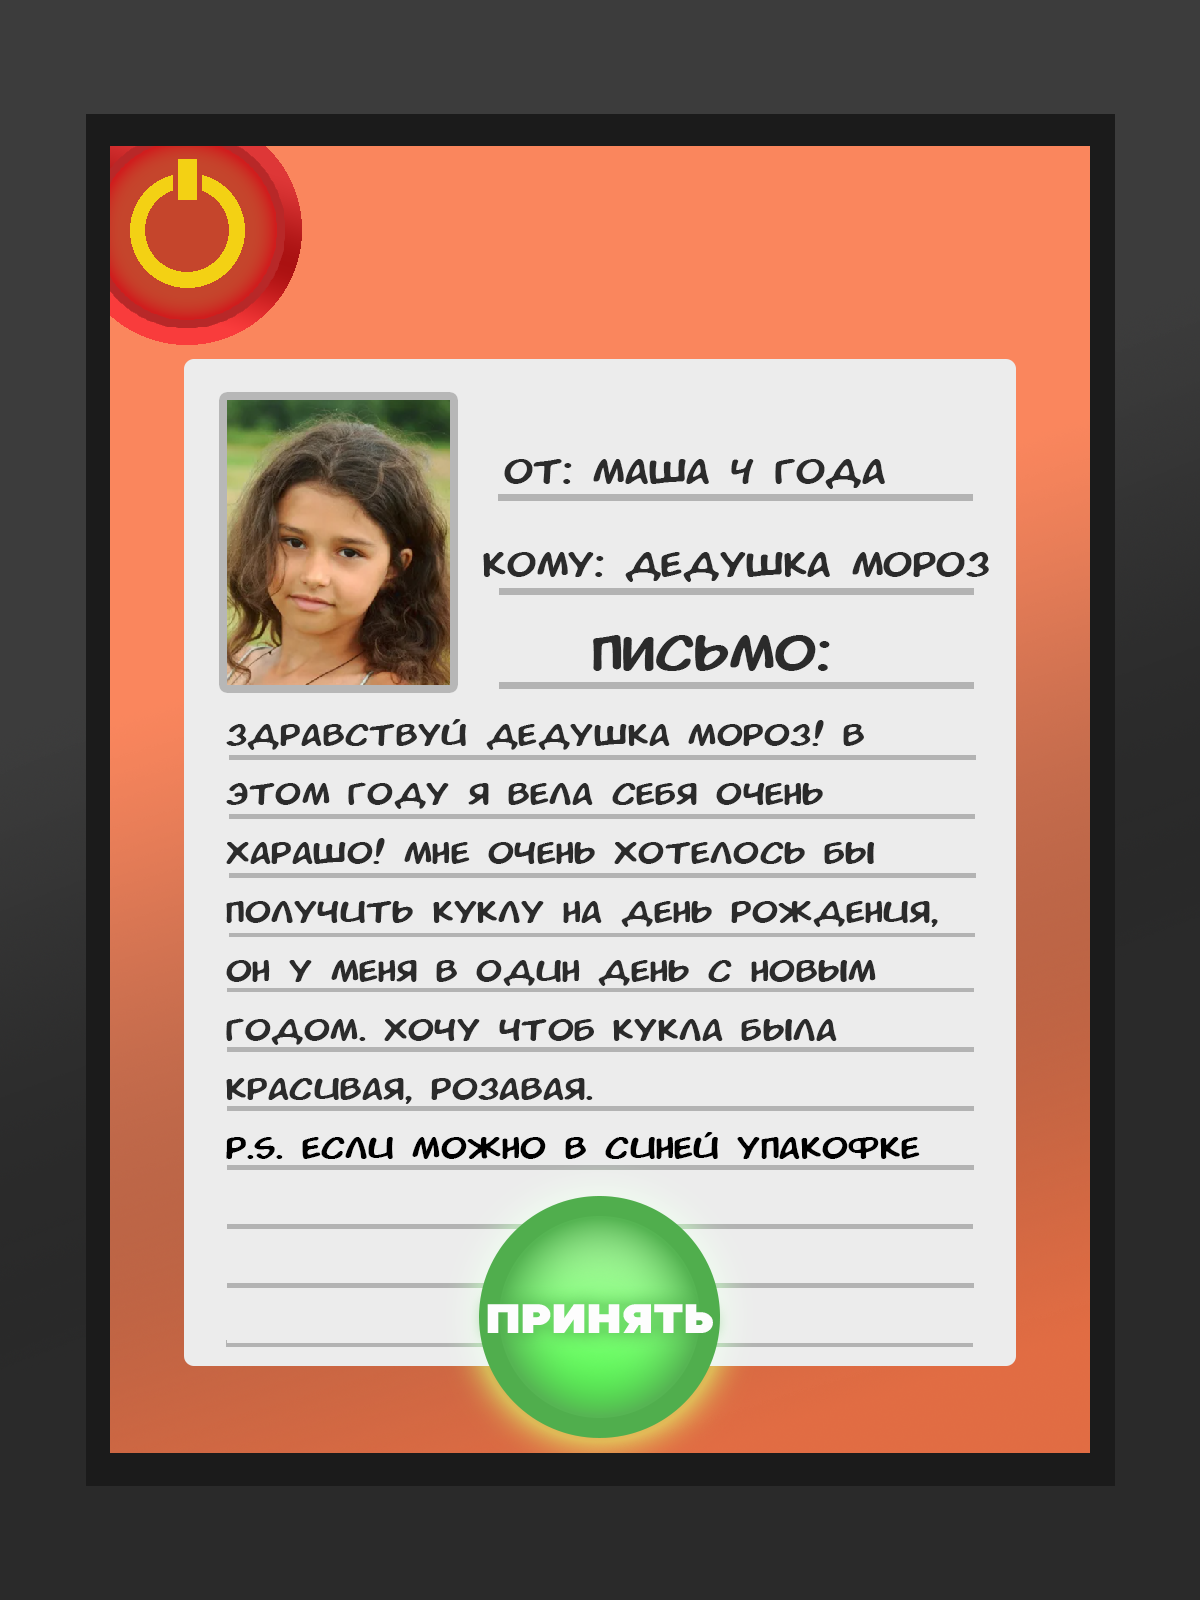 ОТ: МАША 4 ГОДА
КОМУ: ДЕДУШКА МОРОЗ
ПИСЬМО:
ЗДРАВСТВУЙ ДЕДУШКА МОРОЗ! В
ЭТОМ ГОДУ Я ВЕЛА СЕБЯ ОЧЕНЬ
ХАРАШО! МНЕ ОЧЕНЬ ХОТЕЛОСЬ БЫ
ПОЛУЧИТЬ КУКЛУ НА ДЕНЬ РОЖДЕНИЯ,
ОН У МЕНЯ В ОДИН ДЕНЬ С НОВЫМ
ГОДОМ. ХОЧУ ЧТОБ КУКЛА БЫЛА
КРАСИВАЯ, РОЗАВАЯ.
P.S. ЕСЛИ МОЖНО В СИНЕЙ УПАКОФКЕ
ПРИНЯТЬ